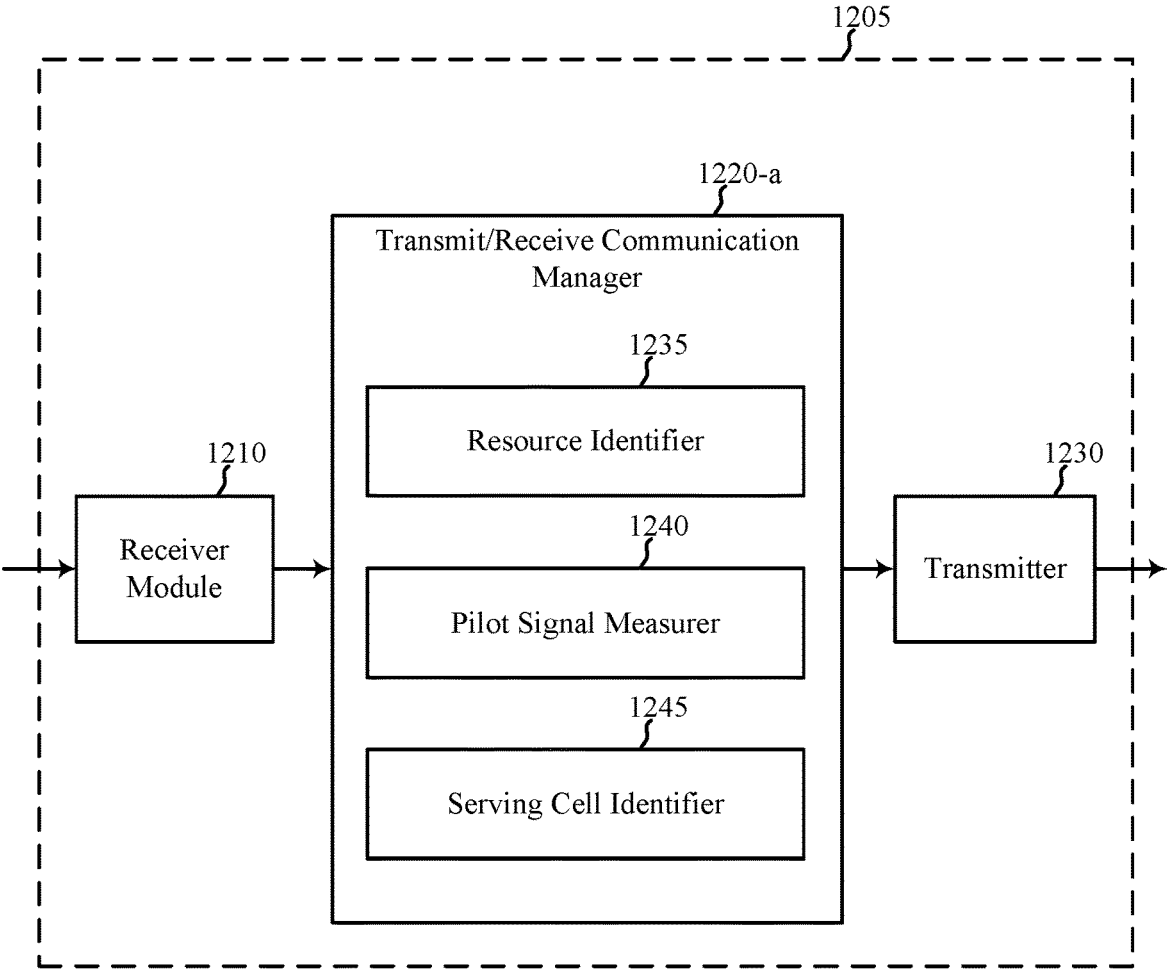 1205
1220-a
Transmit/Receive Communication
Manager
1235
Resource Identifier
1210
Receiver
Module
1240
Pilot Signal Measurer
1230
Transmitter
1245
Serving Cell Identifier